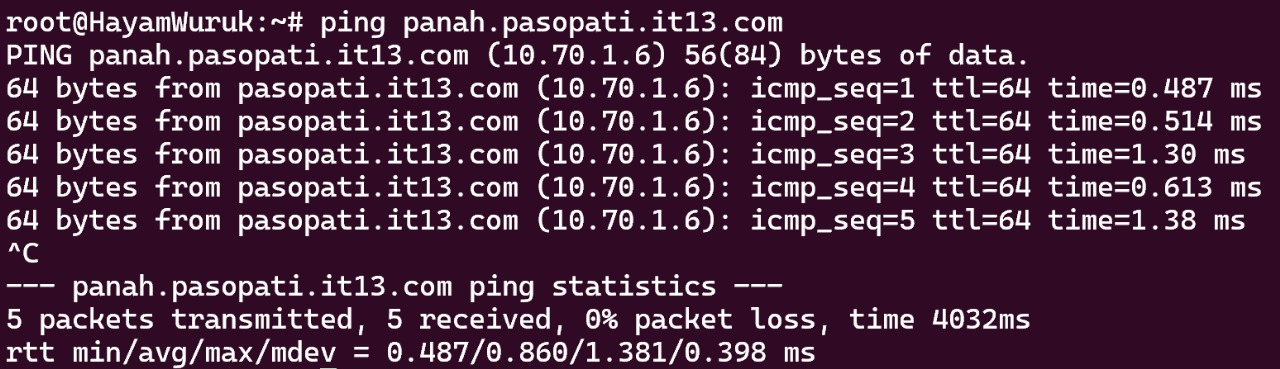 root@HayamWuruk:~# ping panah.pasopati.it13.com
PING panah.pasopati.it13.com (10.70.1.6) 56(84) bytes of data.
64 bytes from pasopati.it13.com (10.70.1.6): icmp_seq=1 ttl=64 time=0.487 ms
64 bytes from pasopati.it13.com (10.70.1.6): icmp_seq=2 ttl=64 time=0.514 ms
64 bytes from pasopati.it13.com (10.70.1.6): icmp_seq=3 ttl=64 time=1.30 ms
64 bytes from pasopati.it13.com (10.70.1.6): icmp_seq=4 ttl=64 time=0.613 ms
64 bytes from pasopati.it13.com (10.70.1.6): icmp_seq=5 ttl=64 time=1.38 ms
^C
--- panah.pasopati.it13.com ping statistics ---
5 packets transmitted, 5 received, 0% packet loss, time 4032ms
rtt min/avg/max/mdev = 0.487/0.860/1.381/0.398 ms